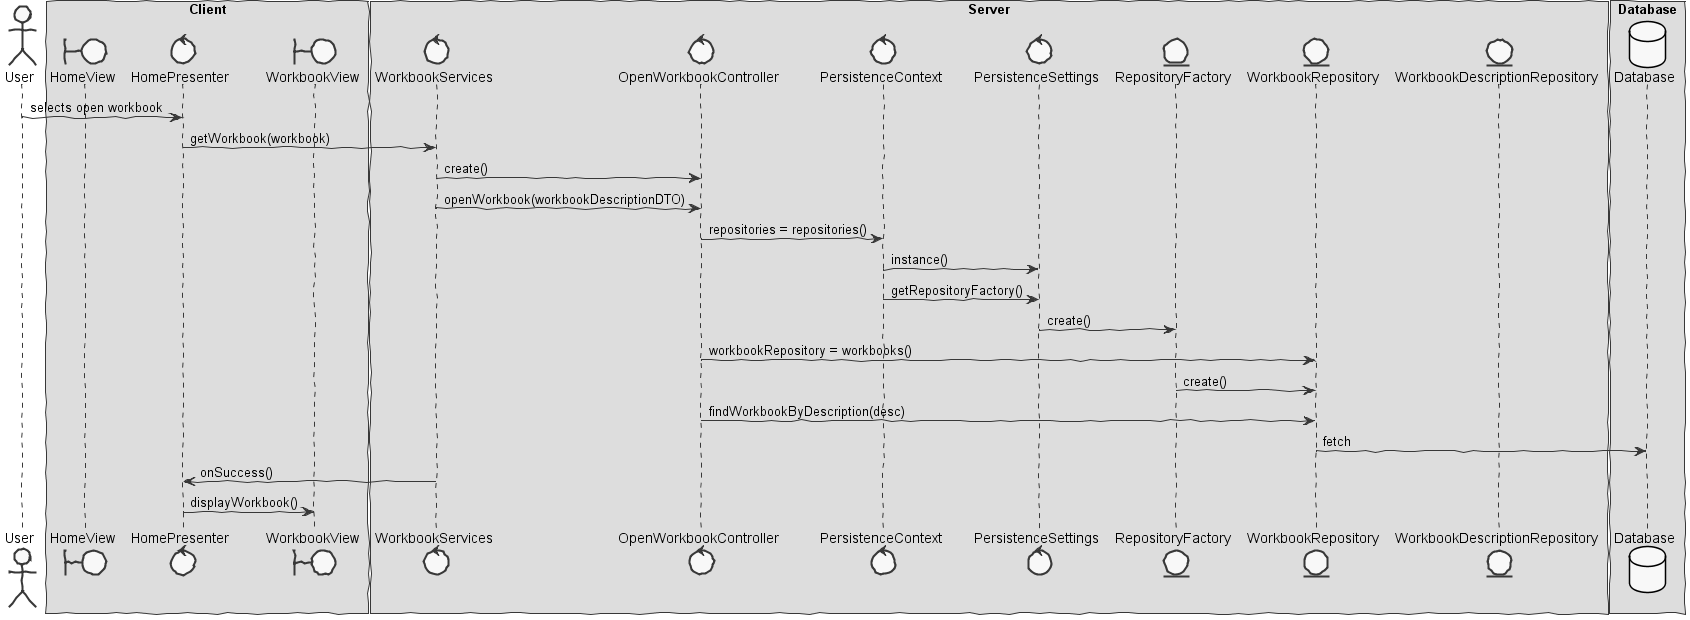 Client
Server
Database
User
HomeView
HomePresenter
WorkbookView
WorkbookServices
OpenWorkbookController
PersistenceContext
PersistenceSettings
RepositoryFactory
WorkbookRepository
WorkbookDescriptionRepository
Database
selects open workbook
getWorkbook(workbook)
create()
openWorkbook(workbookDescriptionDTO)
repositories = repositories()
instance()
getRepositoryFactory()
create()
workbookRepository = workbooks()
create()
findWorkbookByDescription(desc)
fetch
onSuccess()
displayWorkbook()
User
HomeView
HomePresenter
WorkbookView
WorkbookServices
OpenWorkbookController
PersistenceContext
PersistenceSettings
RepositoryFactory
WorkbookRepository
WorkbookDescriptionRepository
Database